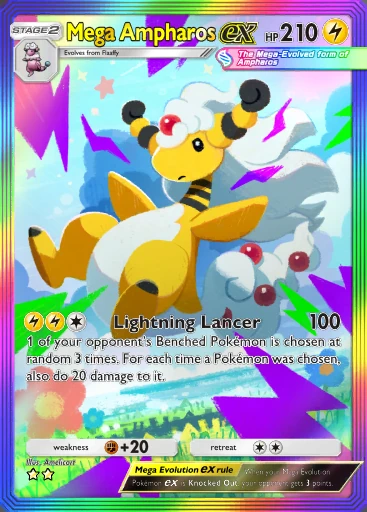 STAGE 2 Mega Ampharos ex HP 210
Evolves from Flaaffy
The Mega-Evolved form of
Ampharos
Lightning Lancer 100
1 of your opponent's Benched Pokémon is chosen at
random 3 times. For each time a Pokémon was chosen,
also do 20 damage to it.
weakness +20 retreat
Illus. Amelicart
Mega Evolution ex rule
When your Mega Evolution
Pokémon ex is Knocked Out, your opponent gets 3 points.